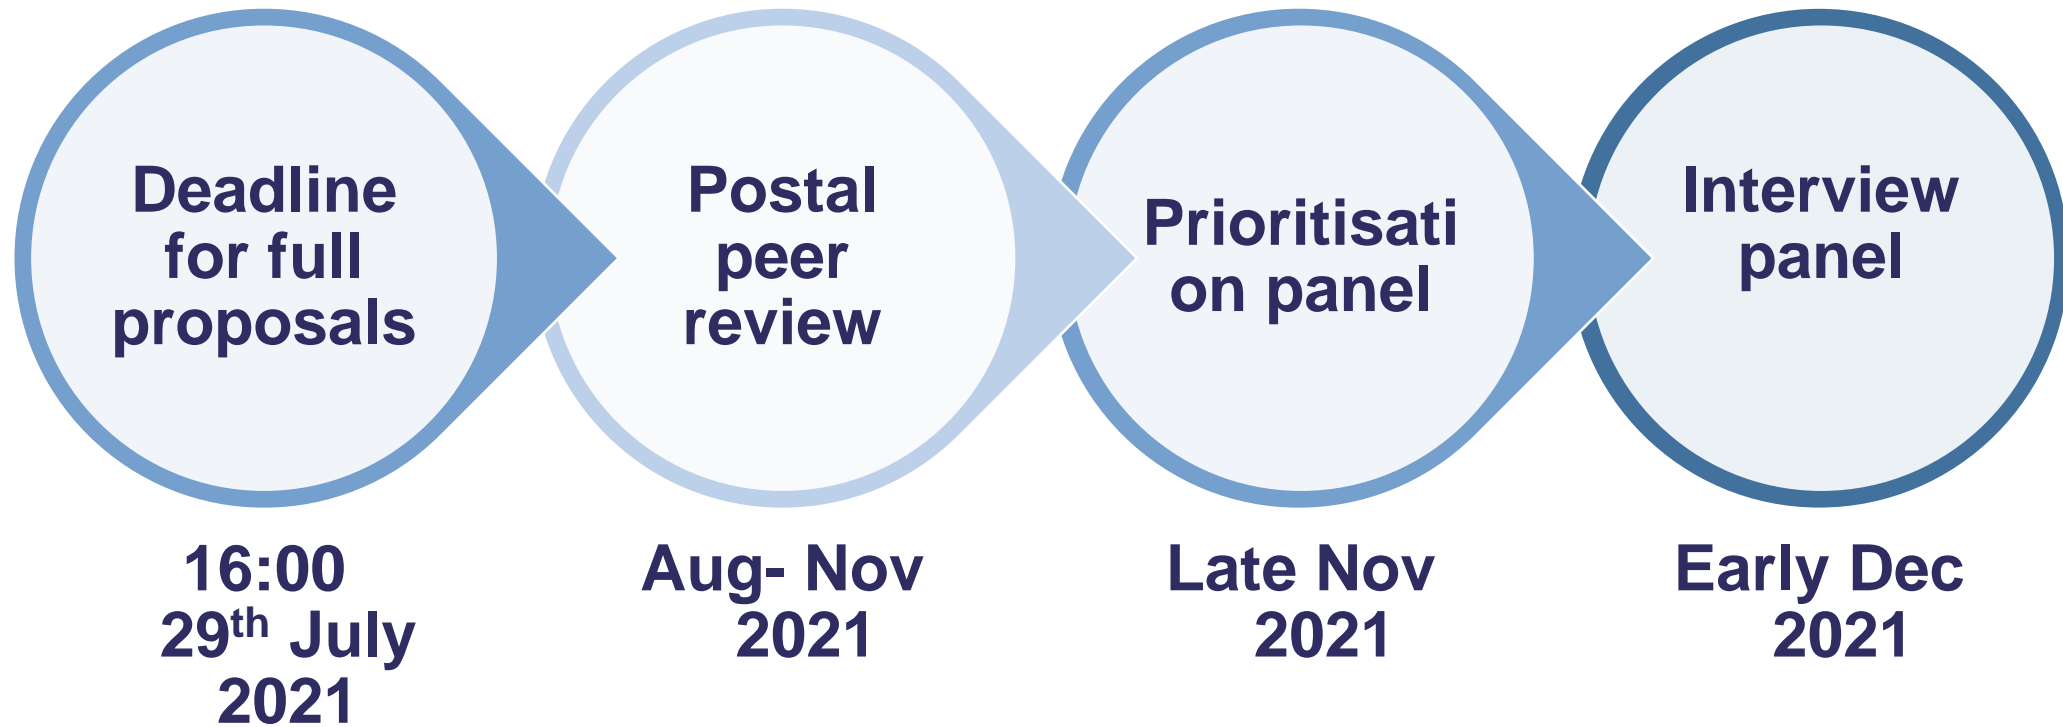 Deadline
for full
proposals
Postal
peer
review
Prioritisati
on panel
Interview
panel
16:00
29th July
2021
Aug- Nov
2021
Late Nov
2021
Early Dec
2021